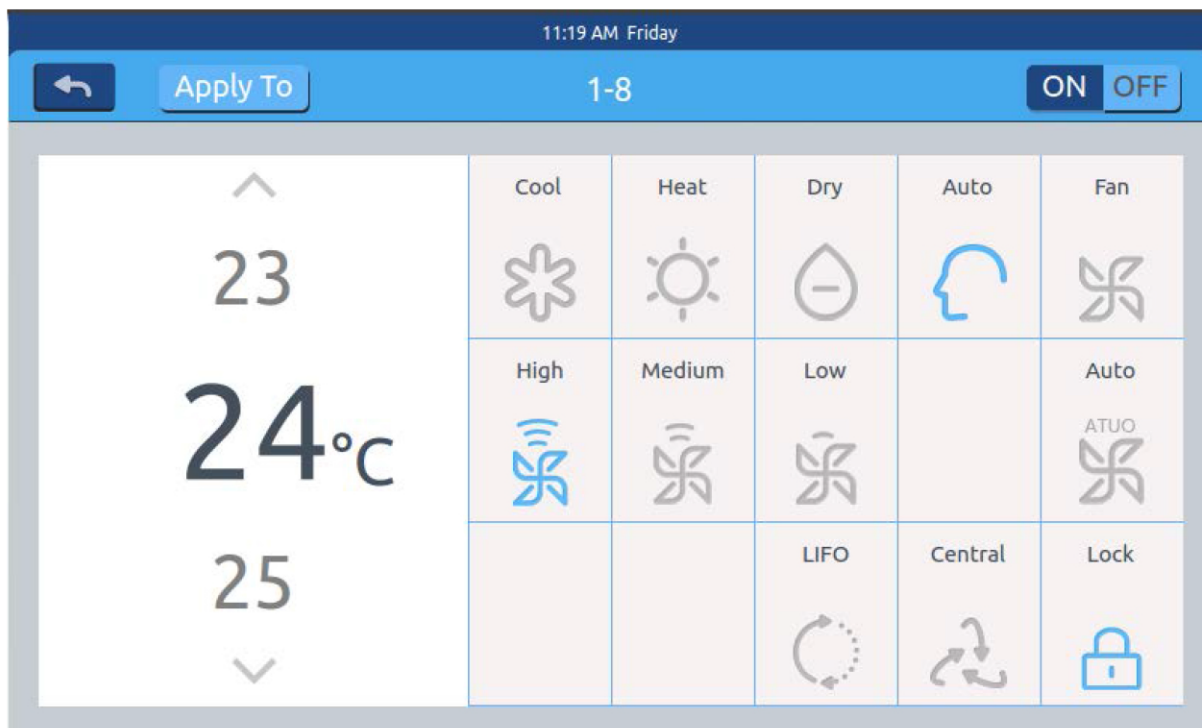 11:19 AM Friday
Apply To 1-8 ON OFF
23
24°C
25
Cool Heat Dry Auto Fan
High Medium Low Auto
ATUO
LIFO Central Lock